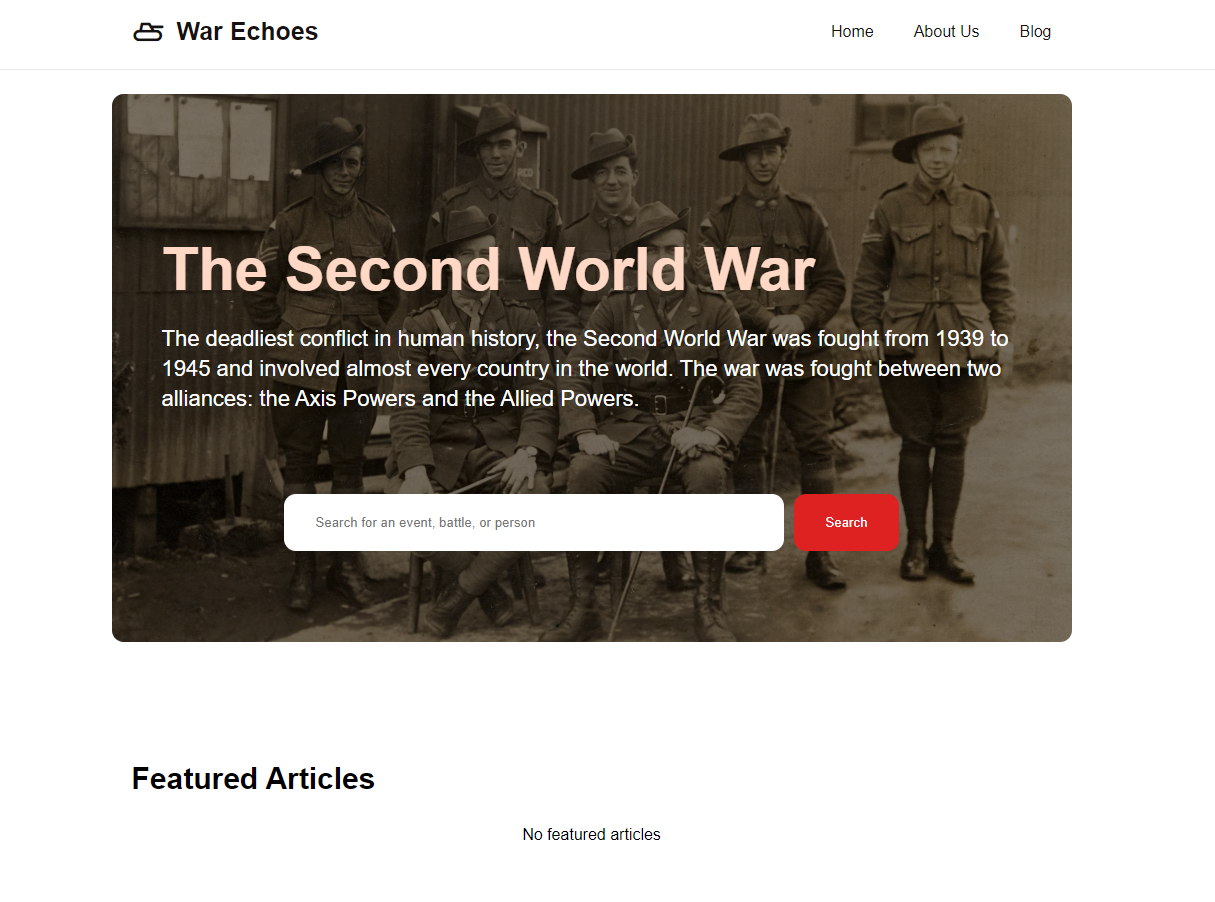 War Echoes
Home
About Us
Blog
The Second World War
The deadliest conflict in human history, the Second World War was fought from 1939 to
1945 and involved almost every country in the world. The war was fought between two
alliances: the Axis Powers and the Allied Powers.
Search for an event, battle, or person
Search
Featured Articles
No featured articles